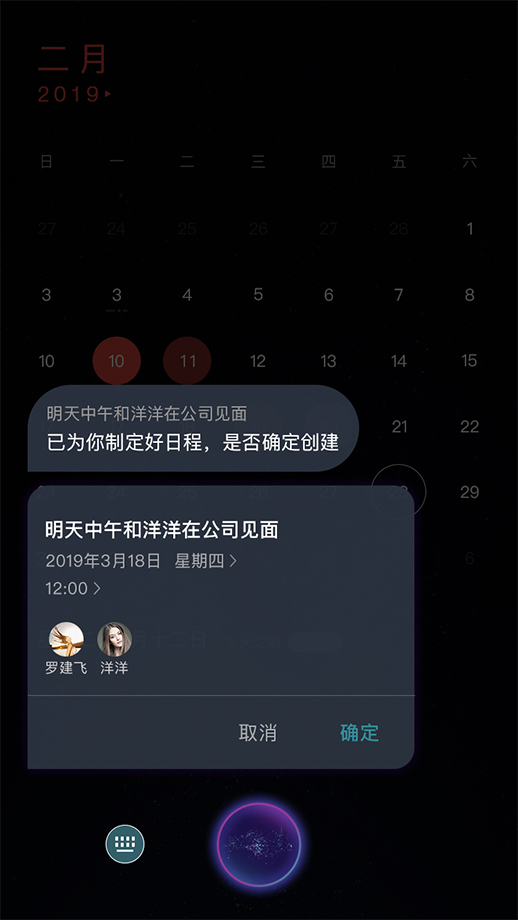 二月
2019
日 一 二 三 四 五 六
27 24 25 26 27 28 1
3 3 4 5 6 7 8
10 10 11 12 13 14 15
明天中午和洋洋在公司见面
已为你制定好日程，是否确定创建
21 22
23 24 25 26 27 28 29
明天中午和洋洋在公司见面
2019年3月18日 星期四
12:00
6
罗建飞 洋洋
取消 确定